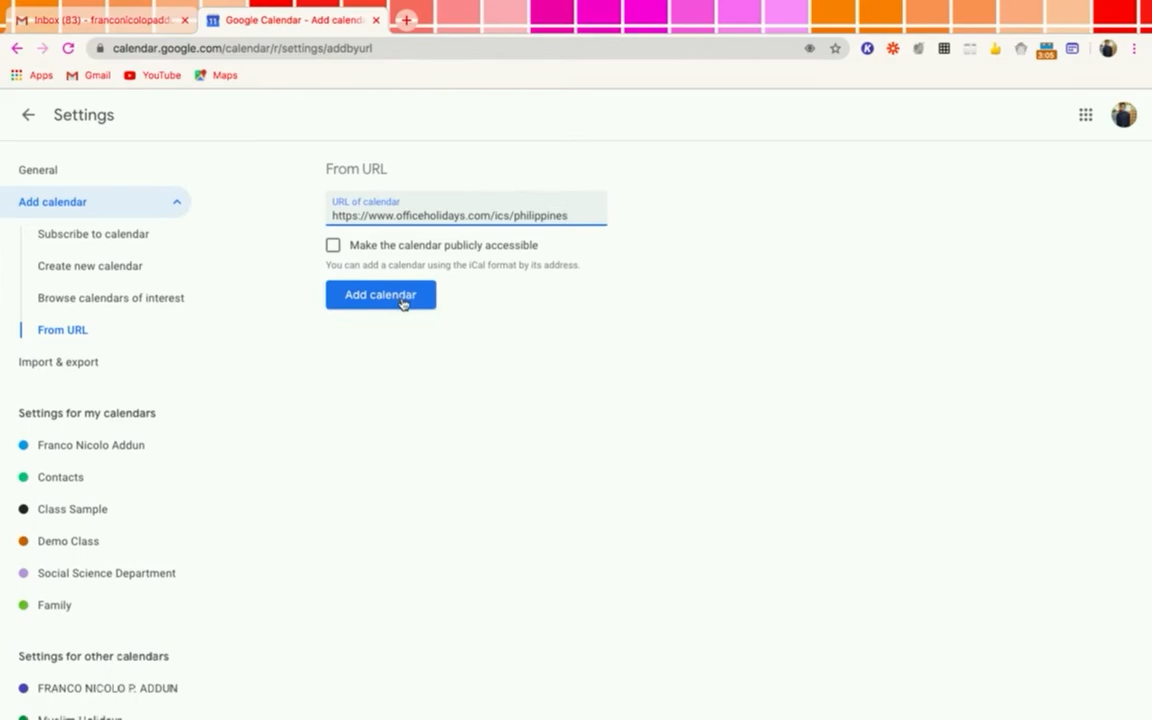 Inbox (83) - franconicolopadd
Google Calendar - Add calend
calendar.google.com/calendar/r/settings/addbyurl
3:05
Apps
Gmail
YouTube
Maps
Settings
General
Add calendar
Subscribe to calendar
Create new calendar
Browse calendars of interest
From URL
Import & export
Settings for my calendars
Franco Nicolo Addun
Contacts
Class Sample
Demo Class
Social Science Department
Family
Settings for other calendars
FRANCO NICOLO P. ADDUN
Muslim Holidays
From URL
URL of calendar
https://www.officeholidays.com/ics/philippines
Make the calendar publicly accessible
You can add a calendar using the iCal format by its address.
Add calendar